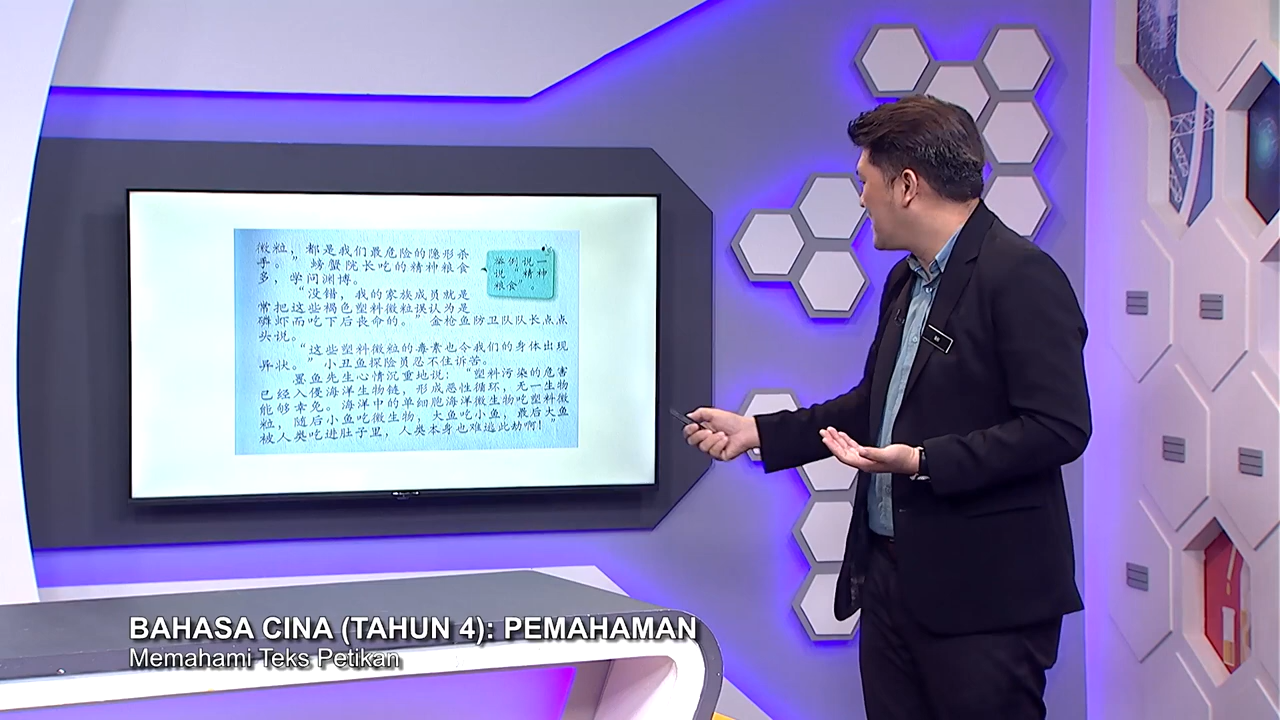 微粒，都是我们最危险的隐形杀
手。”螃蟹院长吃的精神粮食
多，学问渊博。
“没错，我的家族成员就是
常把这些褐色塑料微粒误认为是
磷虾而吃下后丧命的。”金枪鱼防卫队队长点点
头说。
“这些塑料微粒的毒素也令我们的身体出现
异状。”小丑鱼探险员忍不住诉苦。
翼鱼先生心情沉重地说：“塑料污染的危害
已经入侵海洋生物链，形成恶性循环，无一生物
能够幸免。海洋中的单细胞海洋微生物吃塑料微
粒，随后小鱼吃微生物，大鱼吃小鱼，最后大鱼
被人类吃进肚子里，人类本身也难逃此劫啊！”
举例说一
说“精神
粮食”。
BAHASA CINA (TAHUN 4): PEMAHAMAN
Memahami Teks Petikan